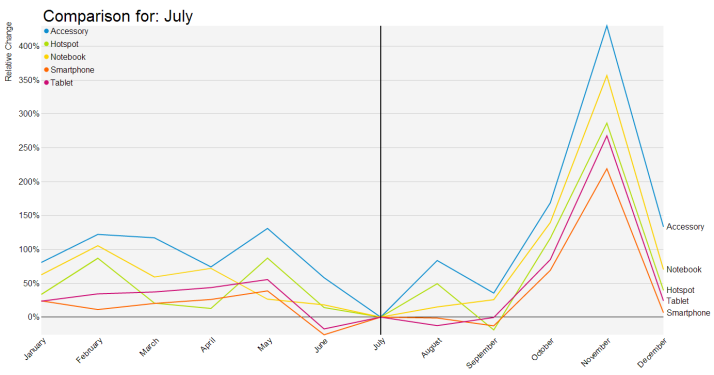 Comparison for: July
Relative Change
Accessory
Hotspot
Notebook
Smartphone
Tablet
400%
350%
300%
250%
200%
150%
100%
50%
0%
Accessory
Notebook
Hotspot
Tablet
Smartphone
January
February
March
April
May
June
July
August
September
October
November
December